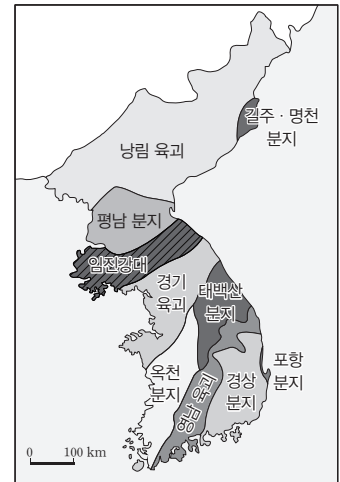 길주 · 명천
분지
낭림 육괴
평남 분지
임진강대
경기
육괴
태백산
분지
옥천
분지
영남 육괴
경상
분지
포항
분지
0 100 km